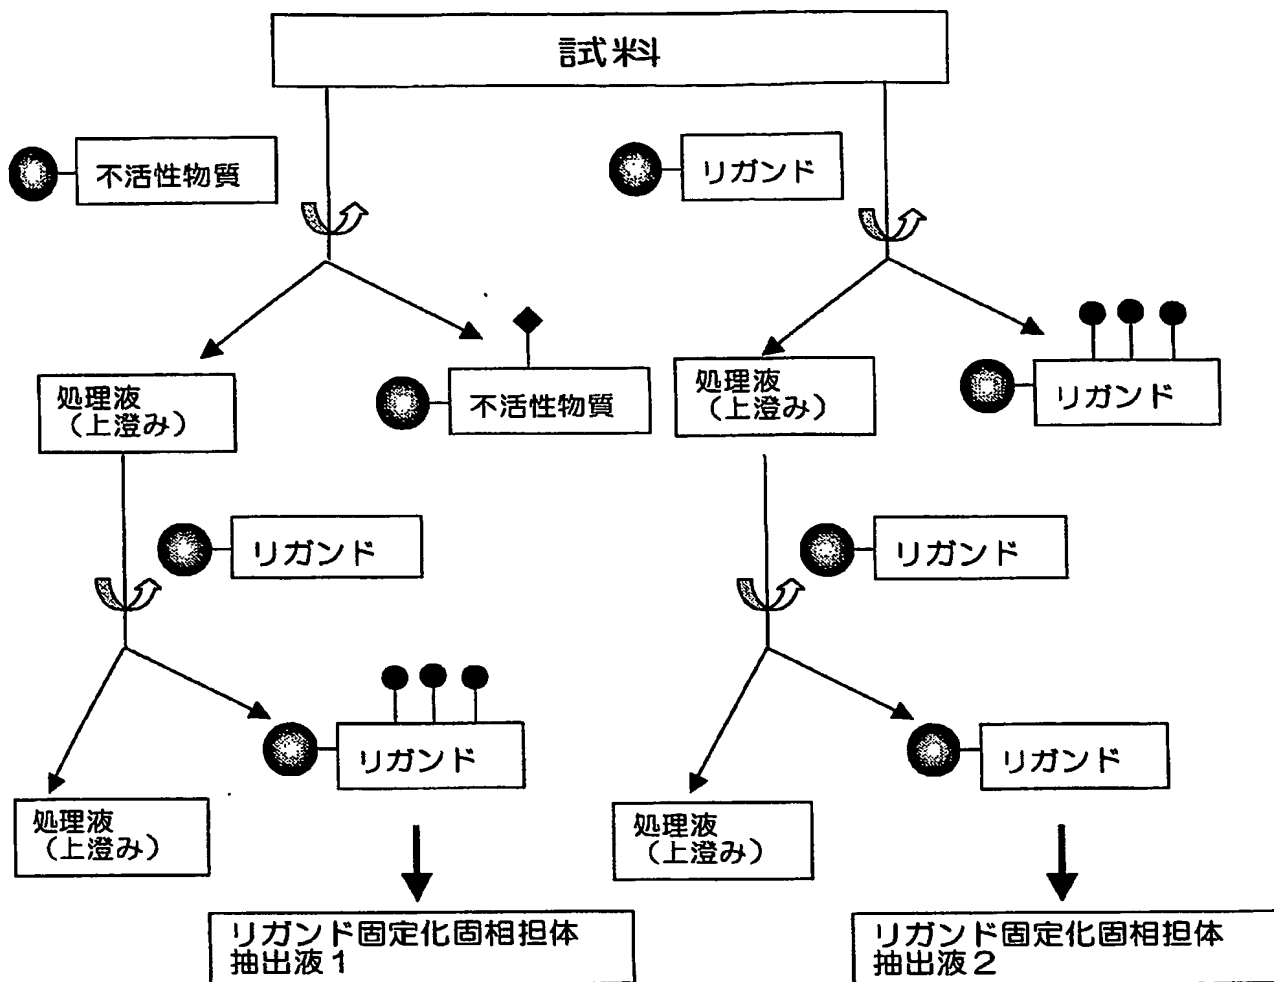 試料
不活性物質
リガンド
処理液
（上澄み）
不活性物質
処理液
（上澄み）
リガンド
リガンド
リガンド
リガンド
リガンド
処理液
（上澄み）
処理液
（上澄み）
リガンド固定化固相担体
抽出液１
リガンド固定化固相担体
抽出液２